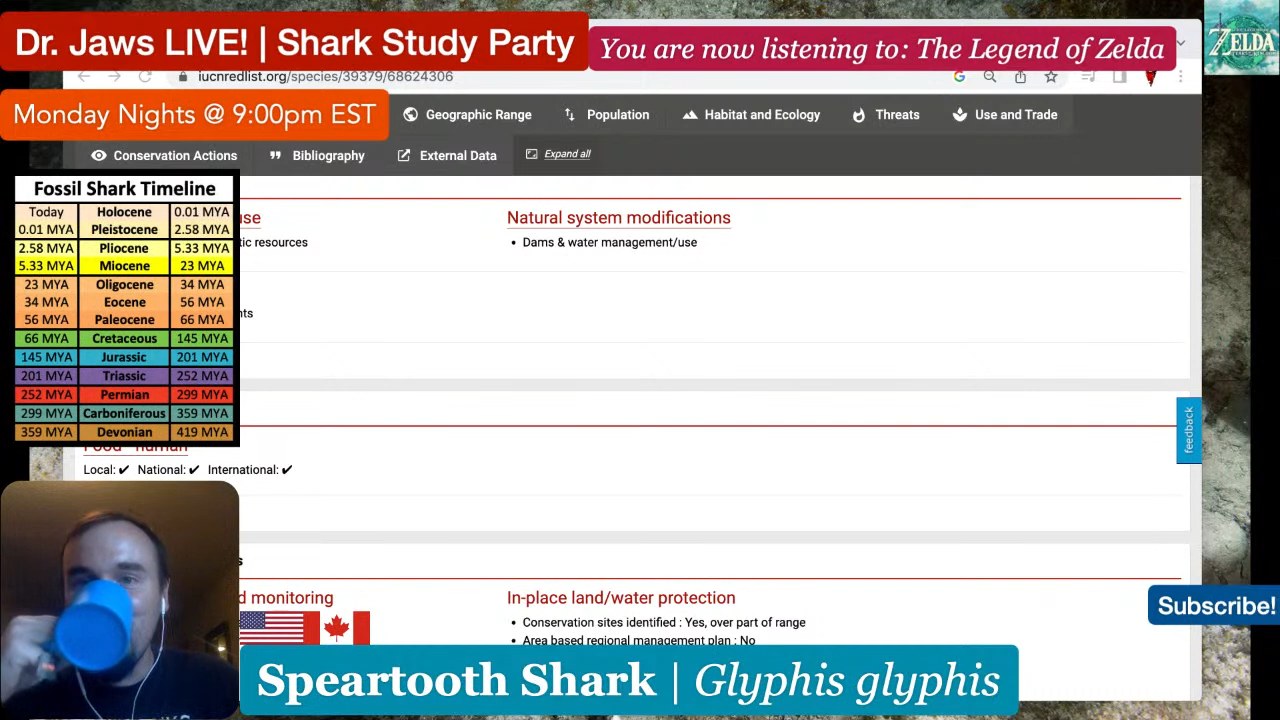 Dr. Jaws LIVE! | Shark Study Party
You are now listening to: The Legend of Zelda
ZELDA
iucnredlist.org/species/39379/68624306
Monday Nights @ 9:00pm EST
Geographic Range
Population
Habitat and Ecology
Threats
Use and Trade
Conservation Actions
Bibliography
External Data
Expand all
Fossil Shark Timeline
Today Holocene 0.01 MYA
0.01 MYA Pleistocene 2.58 MYA
2.58 MYA Pliocene 5.33 MYA
5.33 MYA Miocene 23 MYA
23 MYA Oligocene 34 MYA
34 MYA Eocene 56 MYA
56 MYA Paleocene 66 MYA
66 MYA Cretaceous 145 MYA
145 MYA Jurassic 201 MYA
201 MYA Triassic 252 MYA
252 MYA Permian 299 MYA
299 MYA Carboniferous 359 MYA
359 MYA Devonian 419 MYA
use
Natural system modifications
tic resources
• Dams & water management/use
nts
feedback
Food - human
Local: ✔ National: ✔ International: ✔
s
d monitoring
In-place land/water protection
• Conservation sites identified : Yes, over part of range
• Area based regional management plan : No
Subscribe!
Speartooth Shark | Glyphis glyphis